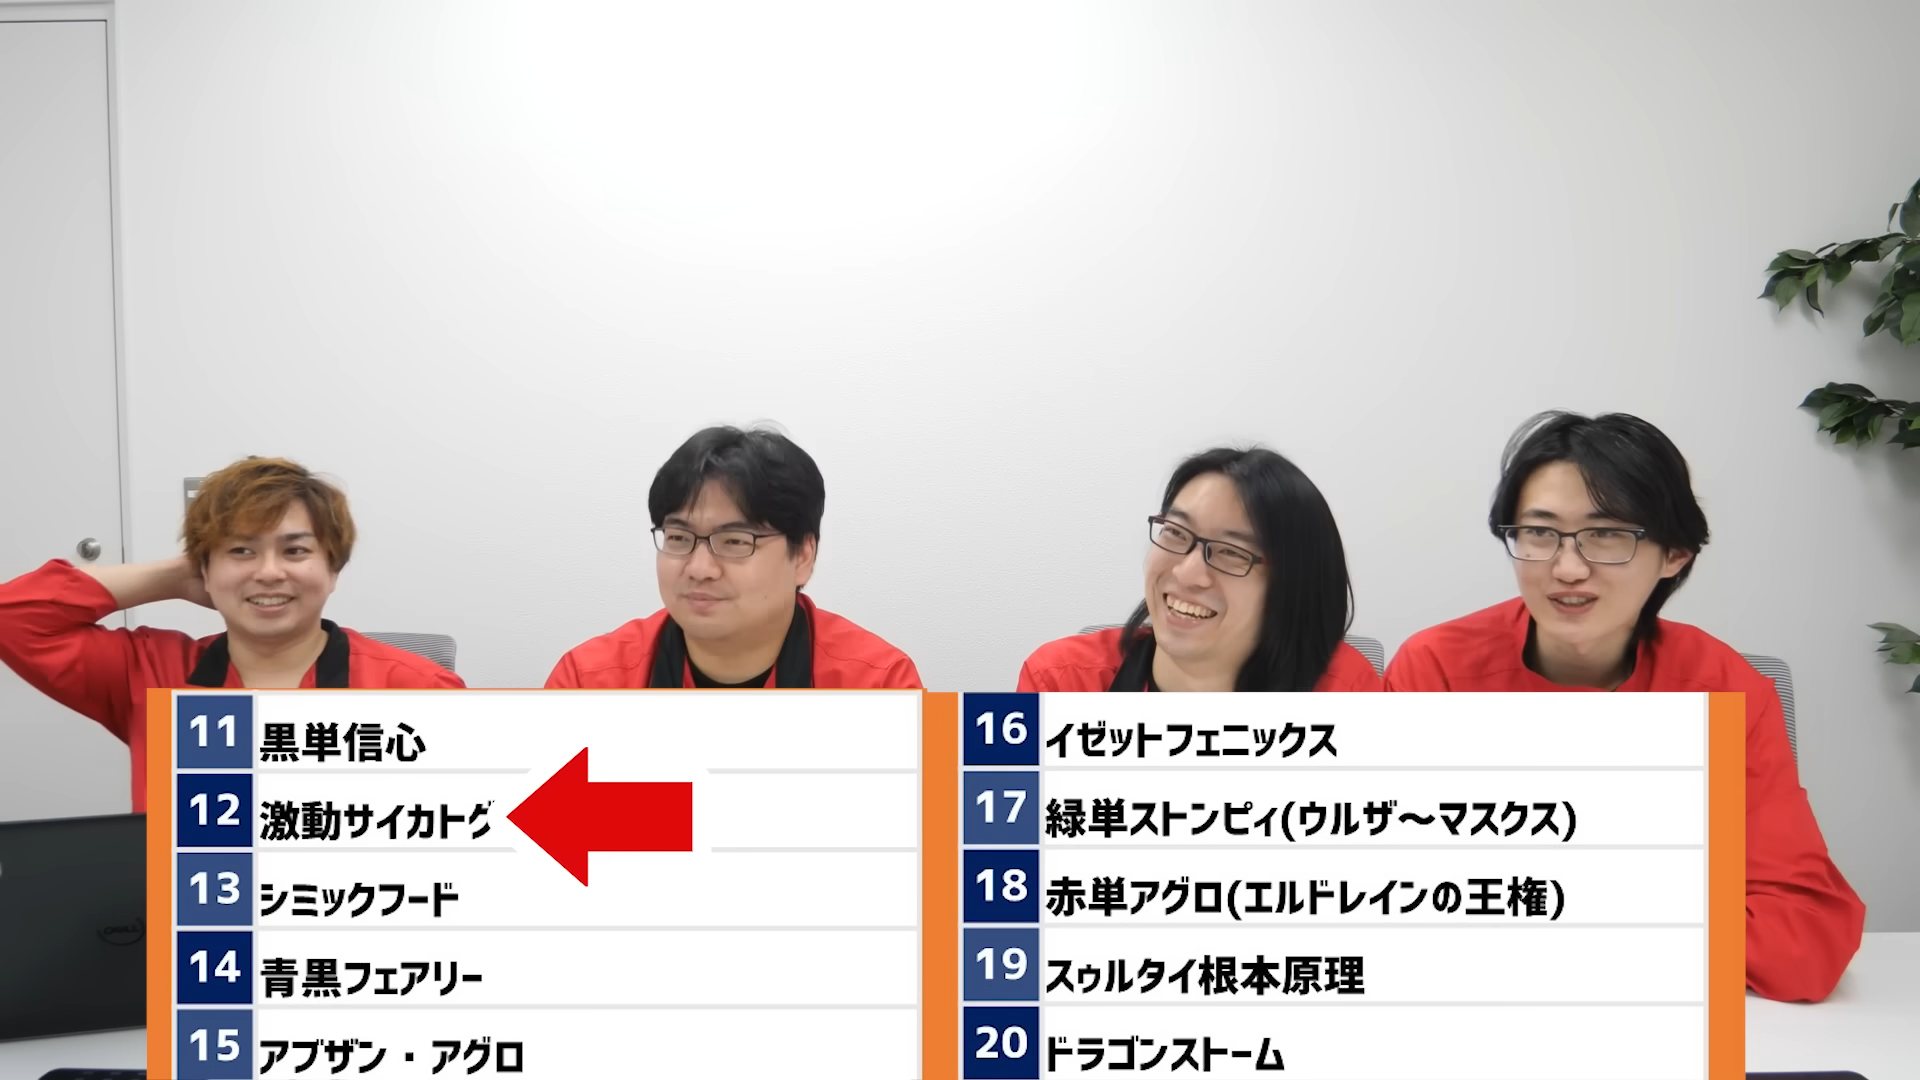 11 黒単信心
12 激動サイカトグ
13 シミックフード
14 青黒フェアリー
15 アブザン・アグロ
16 イゼットフェニックス
17 緑単ストンピィ(ウルザ～マスクス)
18 赤単アグロ(エルドレインの王権)
19 スゥルタイ根本原理
20 ドラゴンストーム
DELL